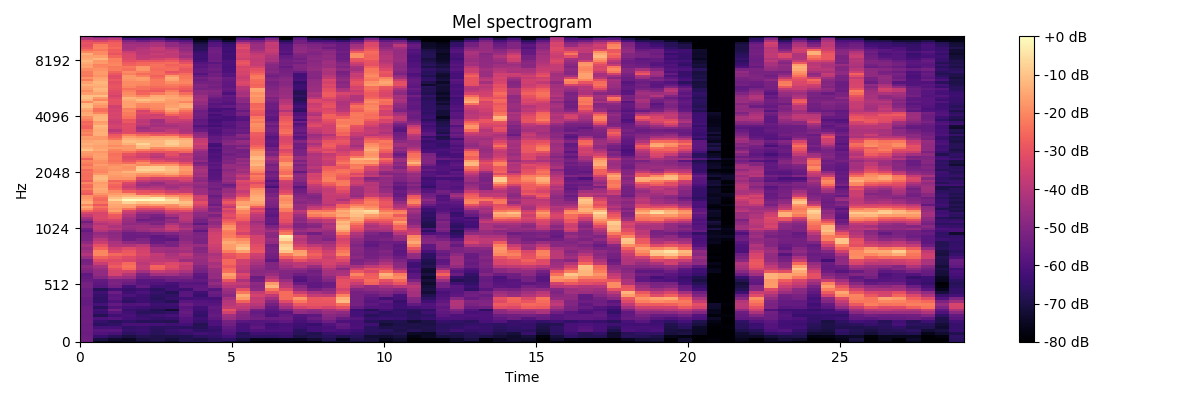 Mel spectrogram
8192
4096
2048
1024
512
0
Hz
0 5 10 15 20 25
Time
+0 dB
-10 dB
-20 dB
-30 dB
-40 dB
-50 dB
-60 dB
-70 dB
-80 dB